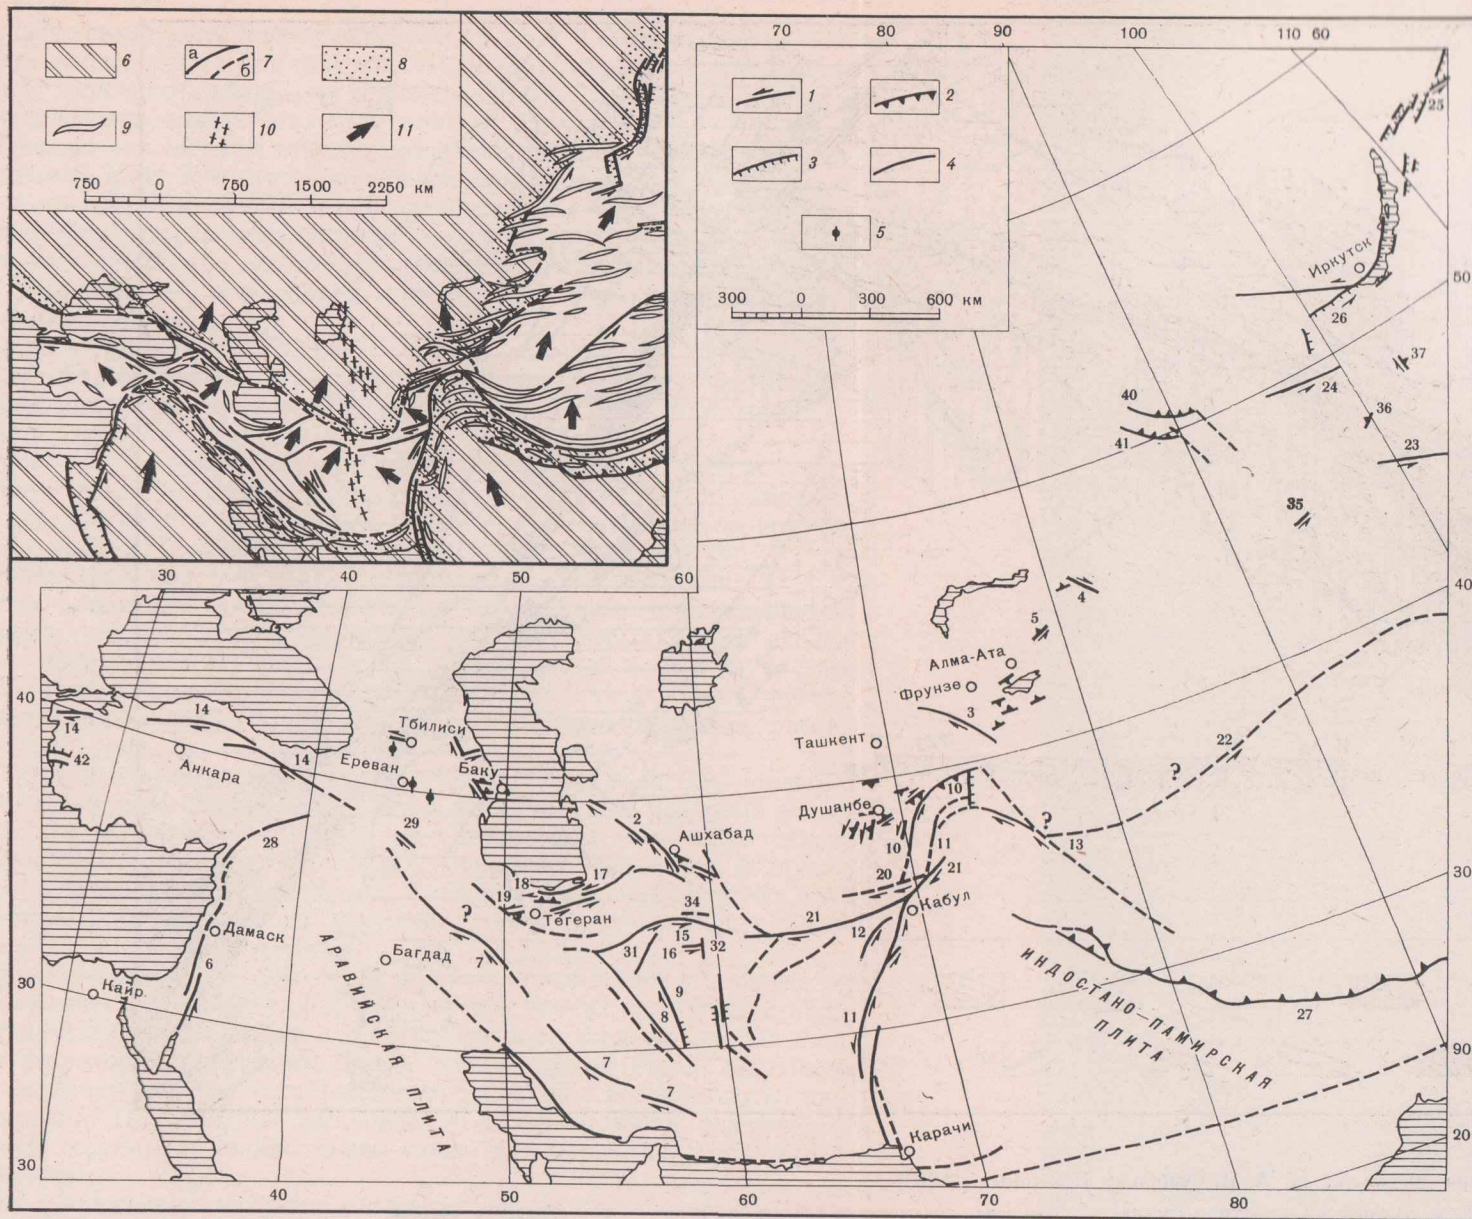 6
а
б
7
8
9
10
11
750 0 750 1500 2250 км
70 80 90 100 110 60
1
2
3
4
5
300 0 300 600 км
25
Иркутск
50
26
37
24
40
36
41
23
35
30 40 50 60
40
4
5
Алма-Ата
Фрунзе
3
22
40
14
Тбилиси
Ташкент
14
42
Анкара
14
Ереван
Баку
?
Душанбе
10
?
2
Ашхабад
29
28
10
11
13
20
21
18
17
19
Тегеран
34
21
Кабул
30
?
Дамаск
15
12
31
16
32
Багдад
7
6
9
8
11
30
Каир
27
7
7
90
АРАВИЙСКАЯ ПЛИТА
ИНДОСТАНО-ПАМИРСКАЯ
ПЛИТА
Карачи
20
30
40 50 60 70 80